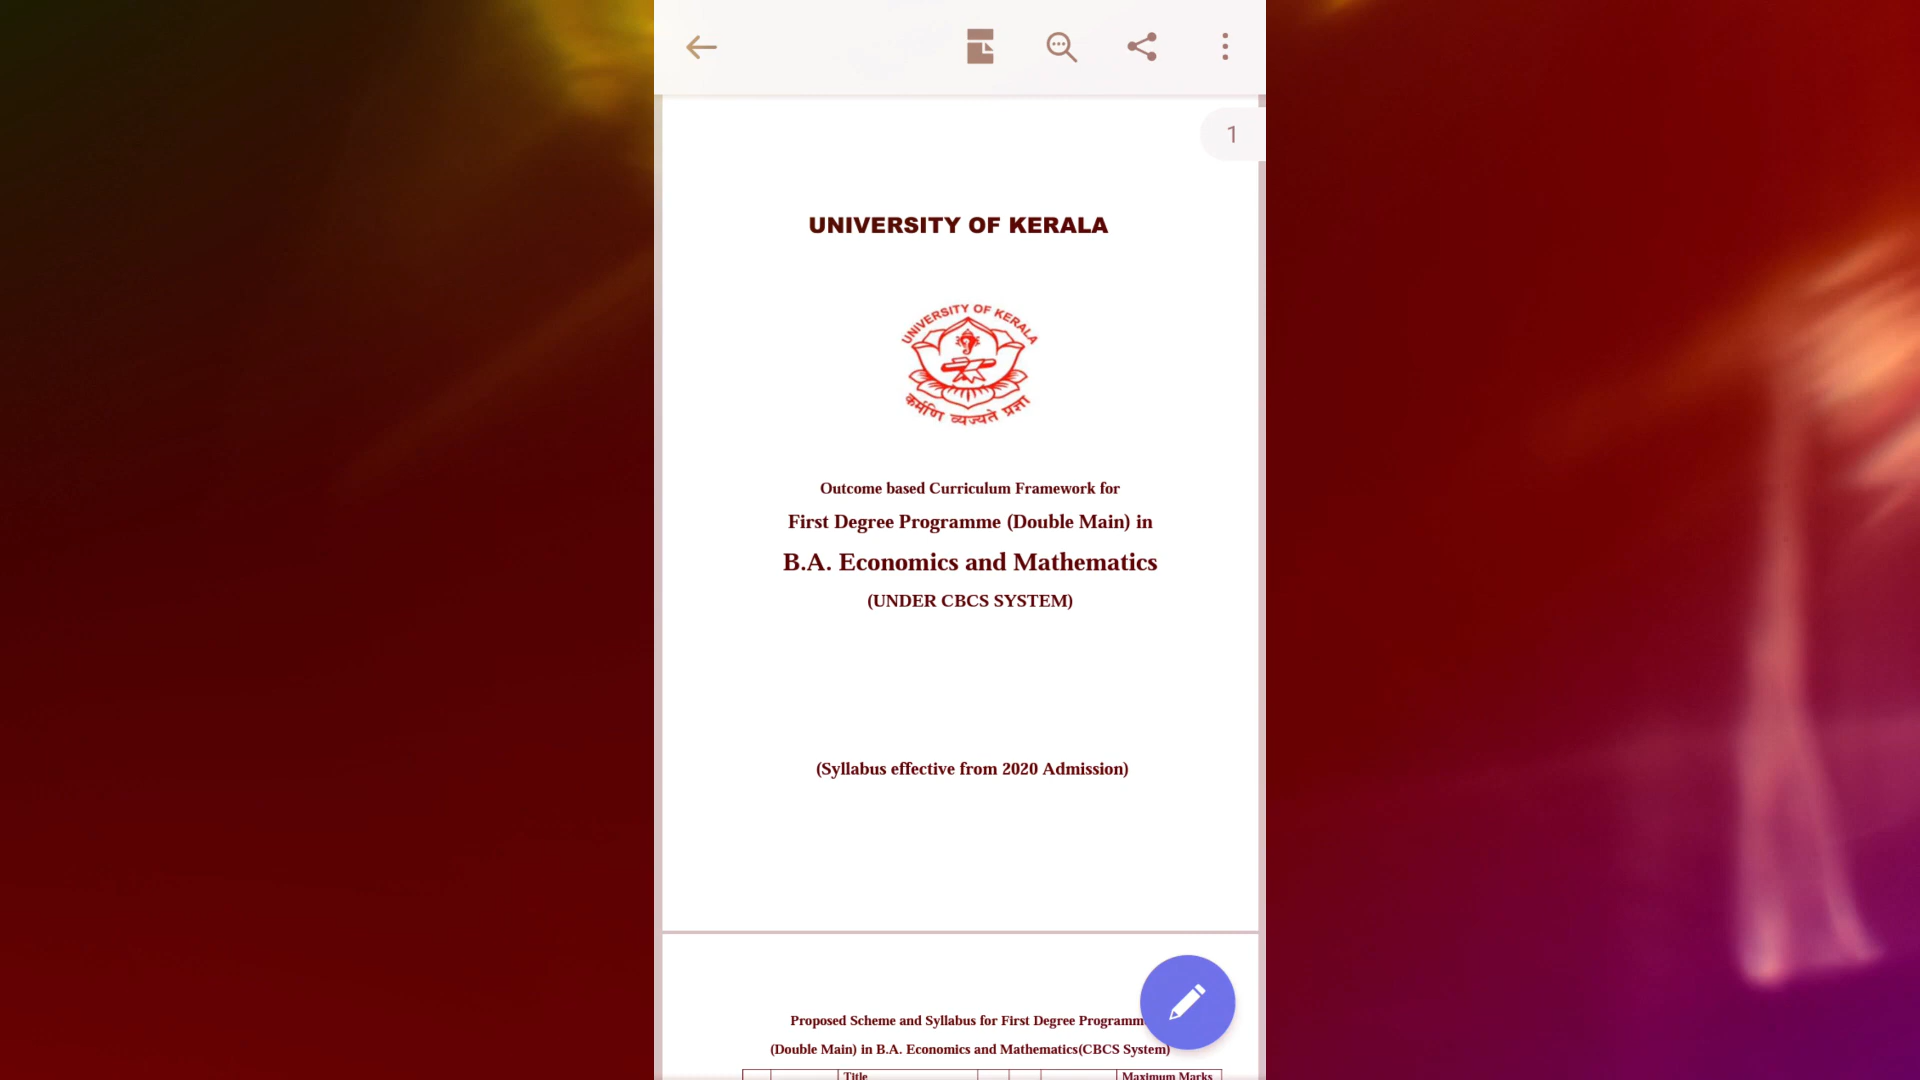 1
UNIVERSITY OF KERALA
UNIVERSITY OF KERALA
कर्मणि व्यज्यते प्रज्ञा
Outcome based Curriculum Framework for
First Degree Programme (Double Main) in
B.A. Economics and Mathematics
(UNDER CBCS SYSTEM)
(Syllabus effective from 2020 Admission)
Proposed Scheme and Syllabus for First Degree Programm
(Double Main) in B.A. Economics and Mathematics(CBCS System)
Title
Maximum Marks